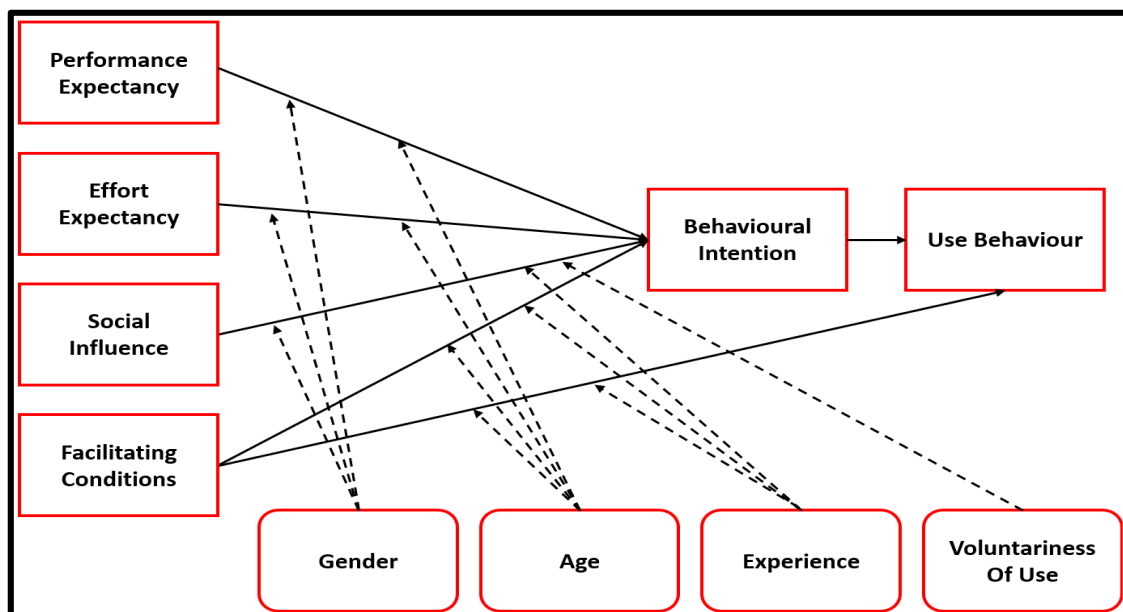 Performance
Expectancy
Effort
Expectancy
Social
Influence
Facilitating
Conditions
Behavioural
Intention
Use Behaviour
Gender
Age
Experience
Voluntariness
Of Use